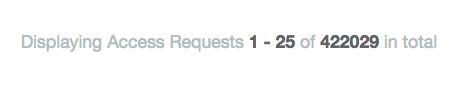 Displaying Access Requests 1 - 25 of 422029 in total